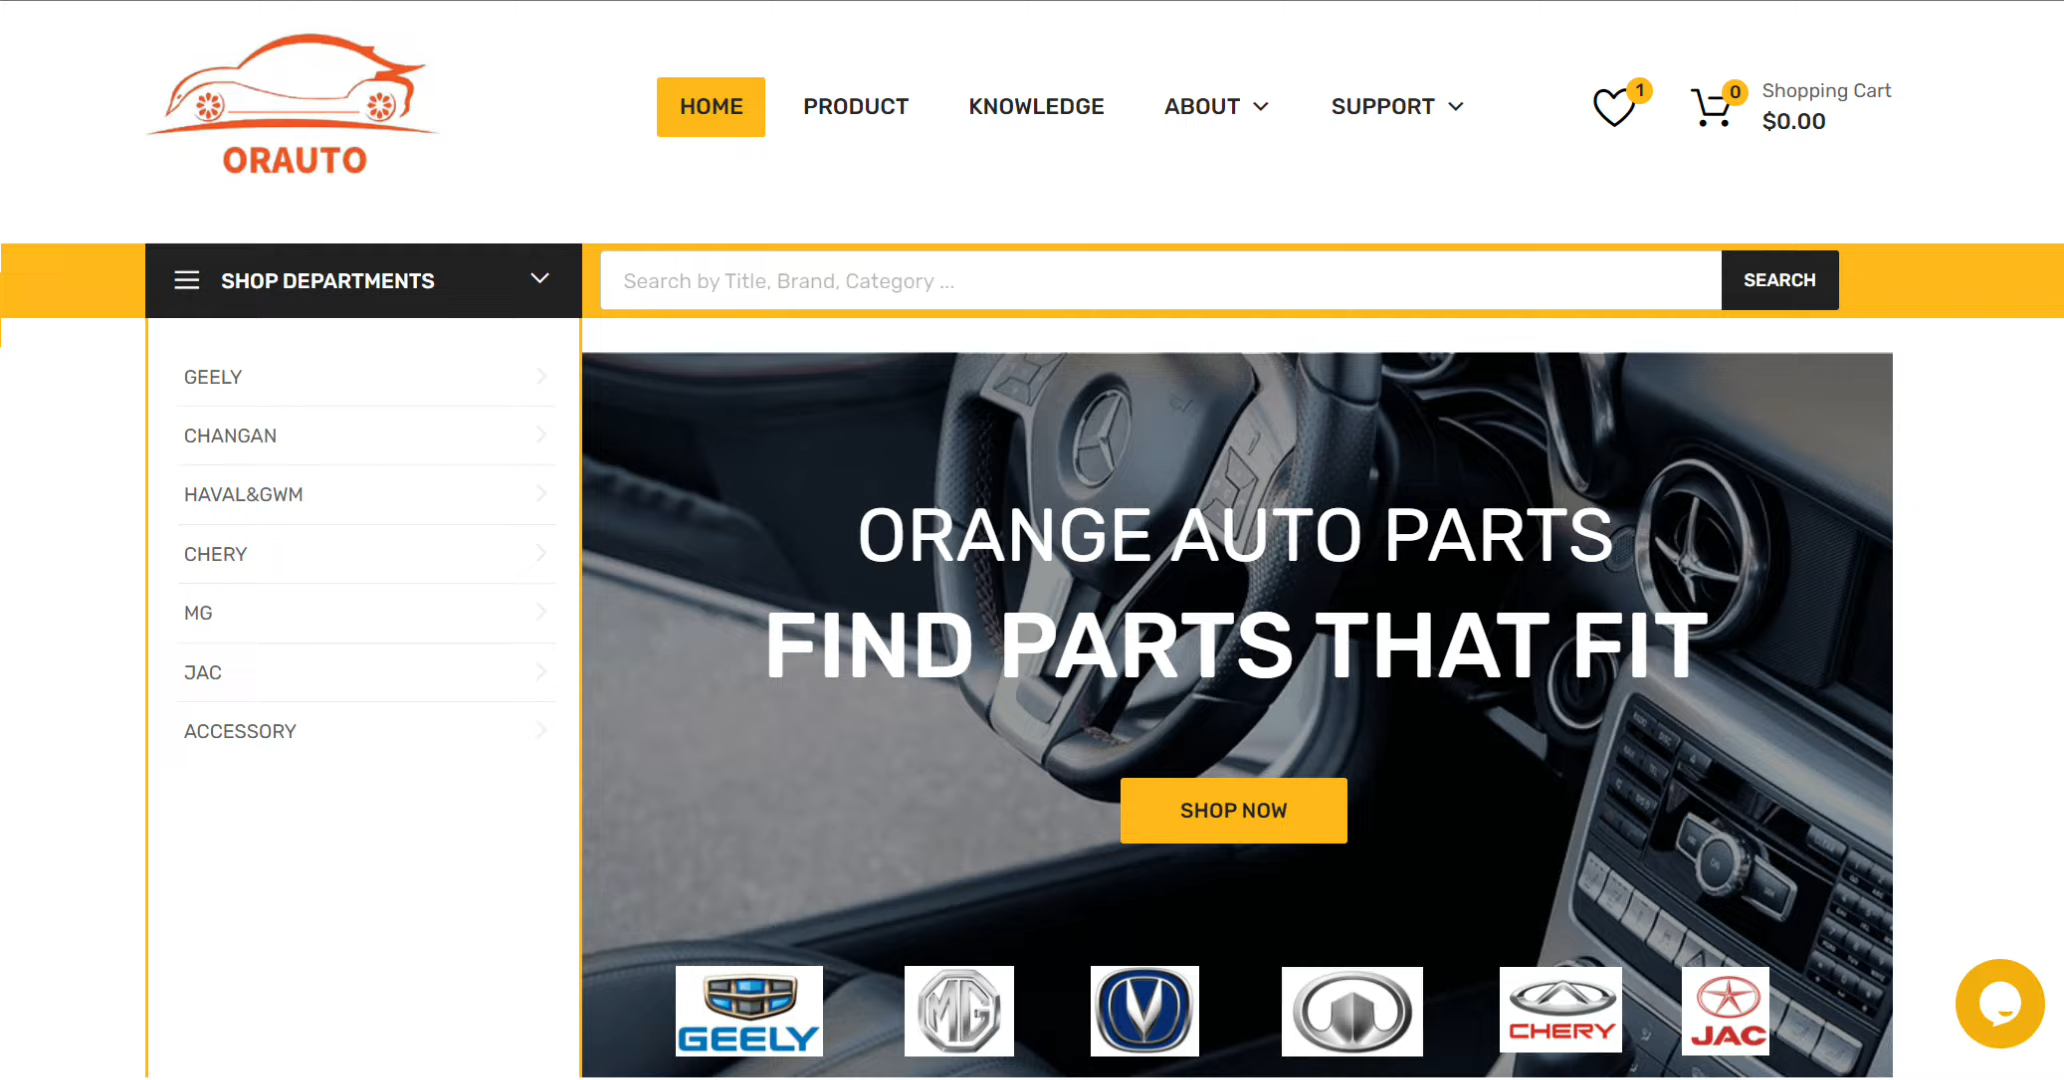 ORAUTO
HOME
PRODUCT
KNOWLEDGE
ABOUT
SUPPORT
1
0
Shopping Cart
$0.00
SHOP DEPARTMENTS
Search by Title, Brand, Category ...
SEARCH
GEELY
CHANGAN
HAVAL&GWM
CHERY
MG
JAC
ACCESSORY
ORANGE AUTO PARTS
FIND PARTS THAT FIT
SHOP NOW
GEELY
MG
CHERY
JAC